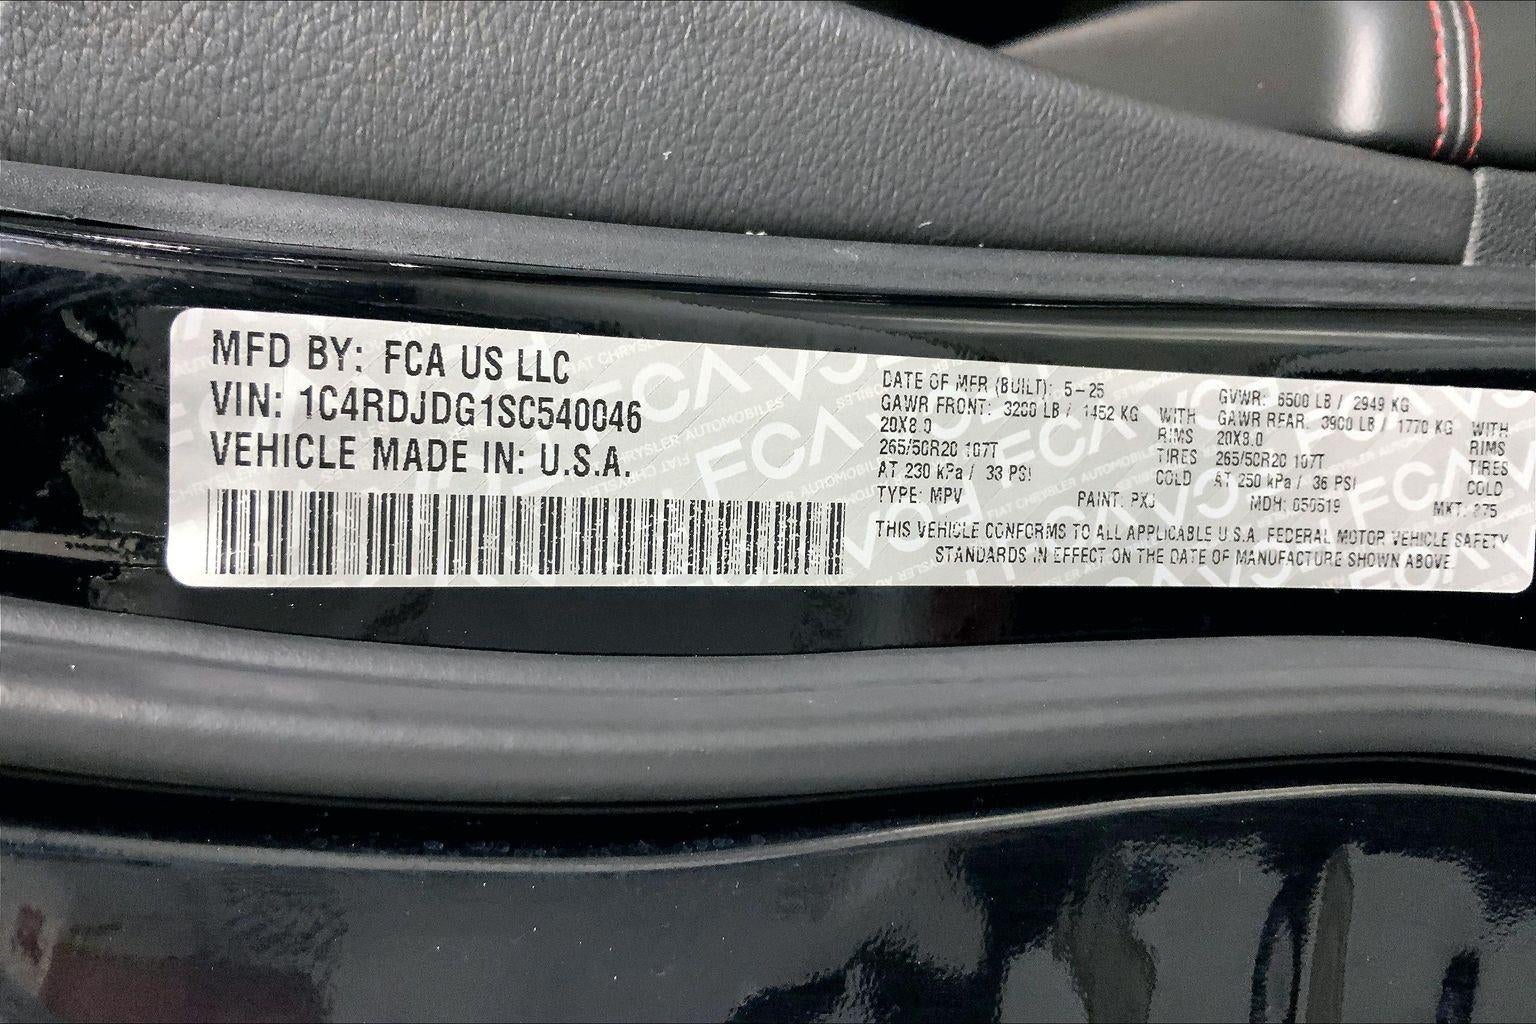 MFD BY: FCA US LLC
VIN: 1C4RDJDG1SC540046
VEHICLE MADE IN: U.S.A.
DATE OF MFR (BUILT): 5-25
GAWR FRONT: 3200 LB / 1452 KG WITH
20X8.0 RIMS
265/50R20 107T TIRES
AT 230 kPa / 33 PSI COLD
TYPE: MPV
GVWR: 6500 LB / 2949 KG
GAWR REAR: 3900 LB / 1770 KG WITH
20X8.0 RIMS
265/50R20 107T TIRES
AT 250 kPa / 36 PSI COLD
PAINT: PXJ MDH: 050519 MKT:
THIS VEHICLE CONFORMS TO ALL APPLICABLE U.S.A. FEDERAL MOTOR VEHICLE SAFETY
STANDARDS IN EFFECT ON THE DATE OF MANUFACTURE SHOWN ABOVE.